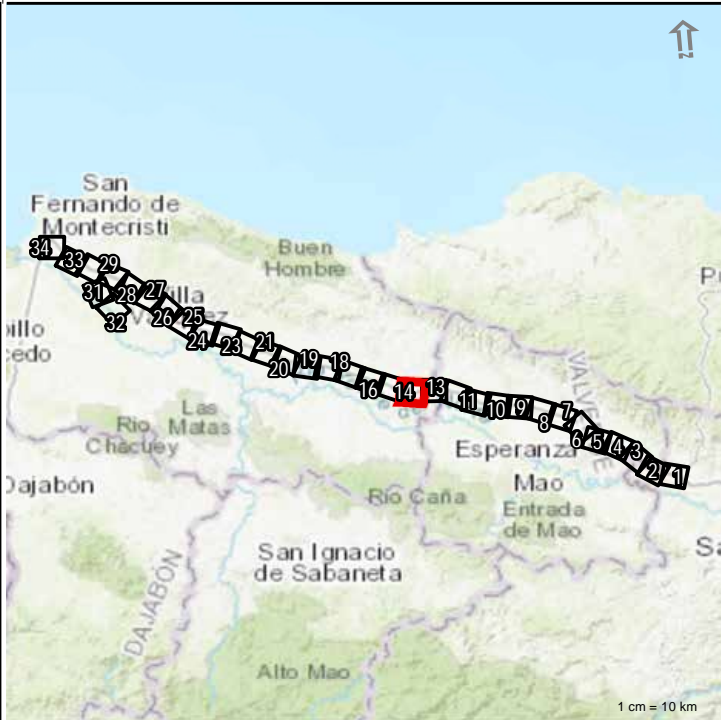 N
San
Fernando de
Montecristi
34
33
29
31
28
27
32
26
25
24
23
21
20
19
18
16
14
13
11
10
9
8
7
6
5
4
3
2
1
Buen
Hombre
illa
ez
illo
cedo
VALVE
Las
Matas
Rio
Chacuey
Esperanza
Dajabón
Mao
Río Caña
Entrada
de Mao
San Ignacio
de Sabaneta
DAJABÓN
Alto Mao
1 cm = 10 km